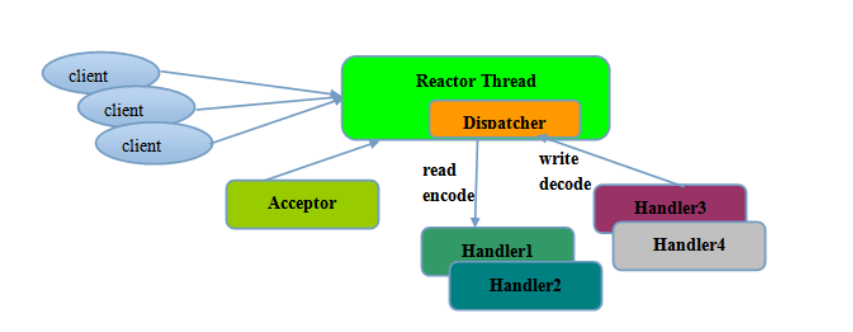 client
client
client
Reactor Thread
Dispatcher
Acceptor
read
encode
write
decode
Handler1
Handler2
Handler3
Handler4